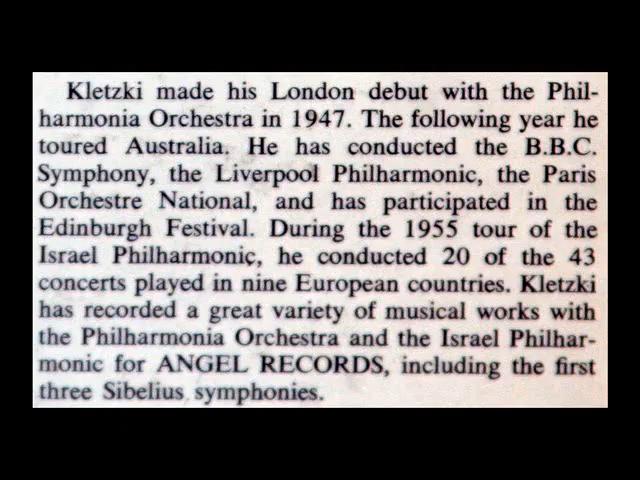 Kletzki made his London debut with the Phil-
harmonia Orchestra in 1947. The following year he
toured Australia. He has conducted the B.B.C.
Symphony, the Liverpool Philharmonic, the Paris
Orchestre National, and has participated in the
Edinburgh Festival. During the 1955 tour of the
Israel Philharmonic, he conducted 20 of the 43
concerts played in nine European countries. Kletzki
has recorded a great variety of musical works with
the Philharmonia Orchestra and the Israel Philhar-
monic for ANGEL RECORDS, including the first
three Sibelius symphonies.